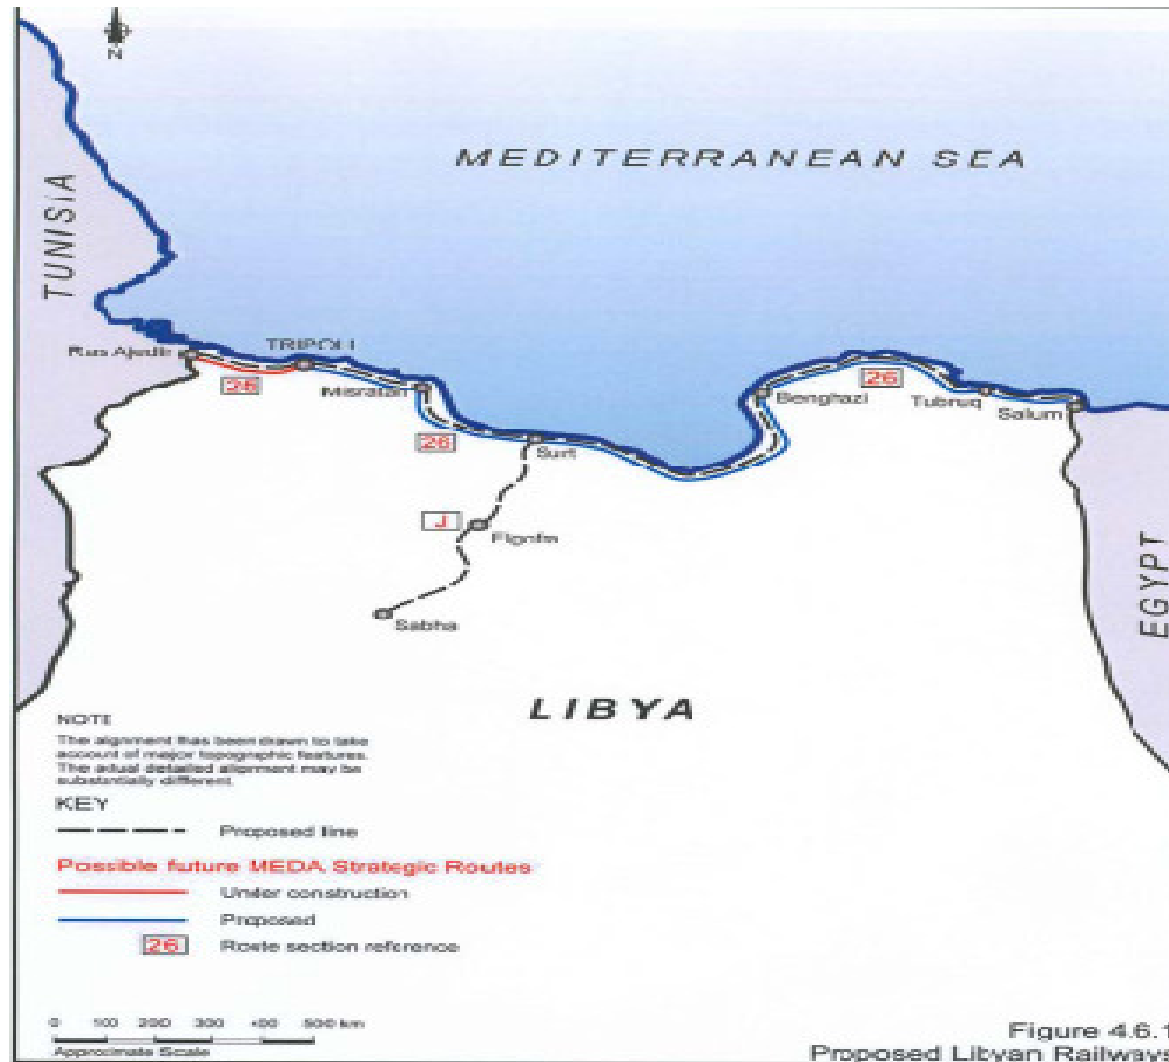 N
MEDITERRANEAN SEA
TUNISIA
Ras Ajedir
TRIPOLI
Misratah
Benghazi
Tubruq
Salum
Surt
26
26
J
Sabha
EGYPT
LIBYA
NOTE
The alignment has been drawn to take
account of major topographic features.
The actual detailed alignment may be
substantially different.
KEY
Proposed line
Possible future MEDA Strategic Routes
Under construction
Proposed
26 Route section reference
0 100 200 300 400 500 km
Approximate Scale
Figure 4.6.1
Proposed Libyan Railways